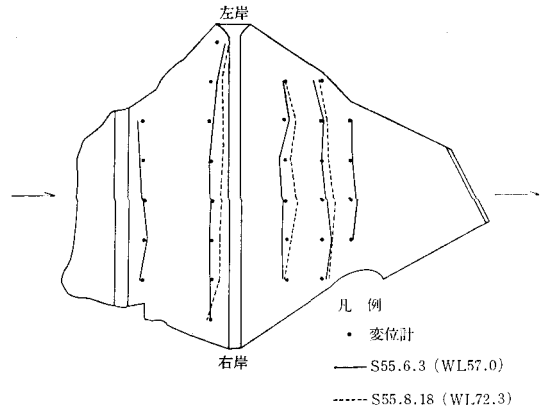 左岸
右岸
凡 例
変位計
S55.6.3 (WL57.0)
S55.8.18 (WL72.3)